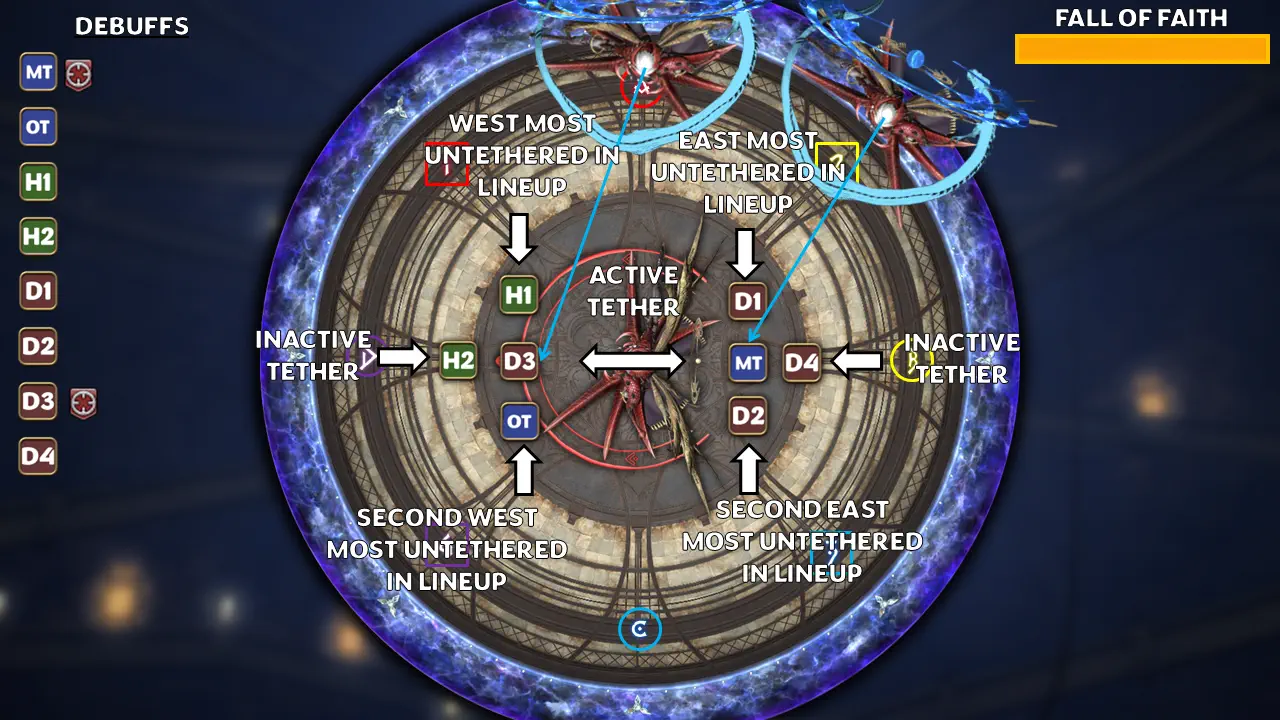 DEBUFFS
FALL OF FAITH
MT
OT
H1
H2
D1
D2
D3
D4
A
WEST MOST
UNTETHERED IN
LINEUP
1
EAST MOST
UNTETHERED IN
LINEUP
2
ACTIVE
TETHER
H1
D1
INACTIVE
TETHER
H2
D3
MT
D4
B
INACTIVE
TETHER
OT
D2
SECOND WEST
MOST UNTETHERED
IN LINEUP
SECOND EAST
MOST UNTETHERED
IN LINEUP
C